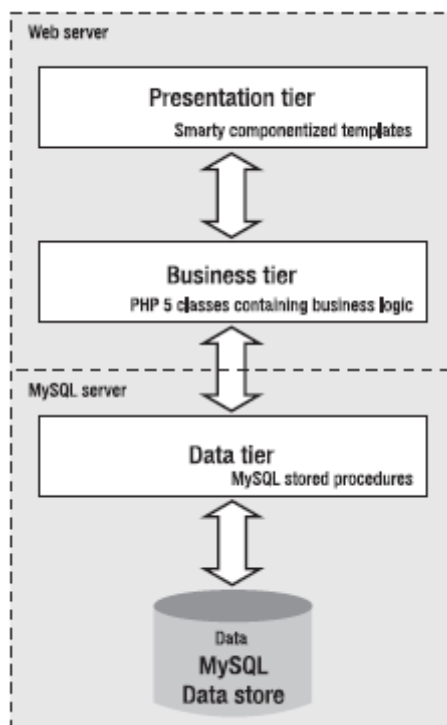 Web server
Presentation tier
Smarty componentized templates
Business tier
PHP 5 classes containing business logic
MySQL server
Data tier
MySQL stored procedures
Data
MySQL
Data store